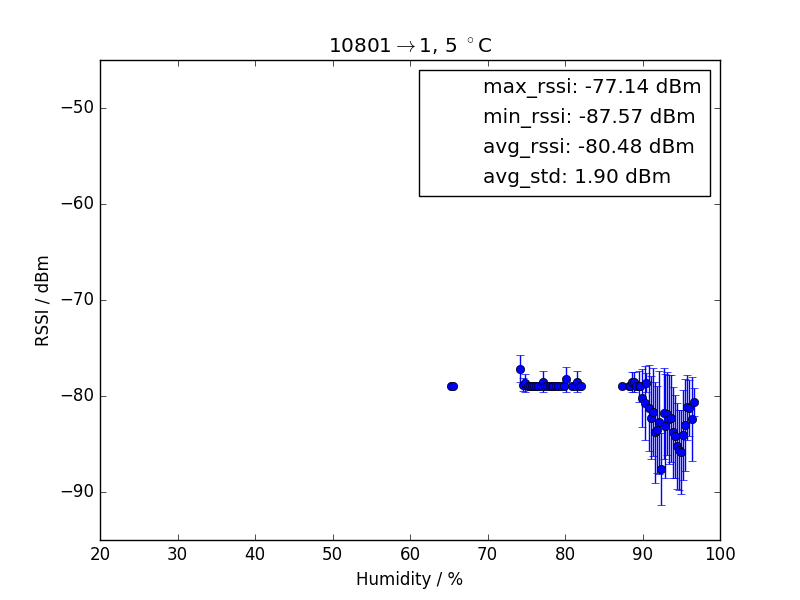 10801→1, 5 °C
max_rssi: -77.14 dBm
min_rssi: -87.57 dBm
avg_rssi: -80.48 dBm
avg_std: 1.90 dBm
RSSI / dBm
−50
−60
−70
−80
−90
20 30 40 50 60 70 80 90 100
Humidity / %